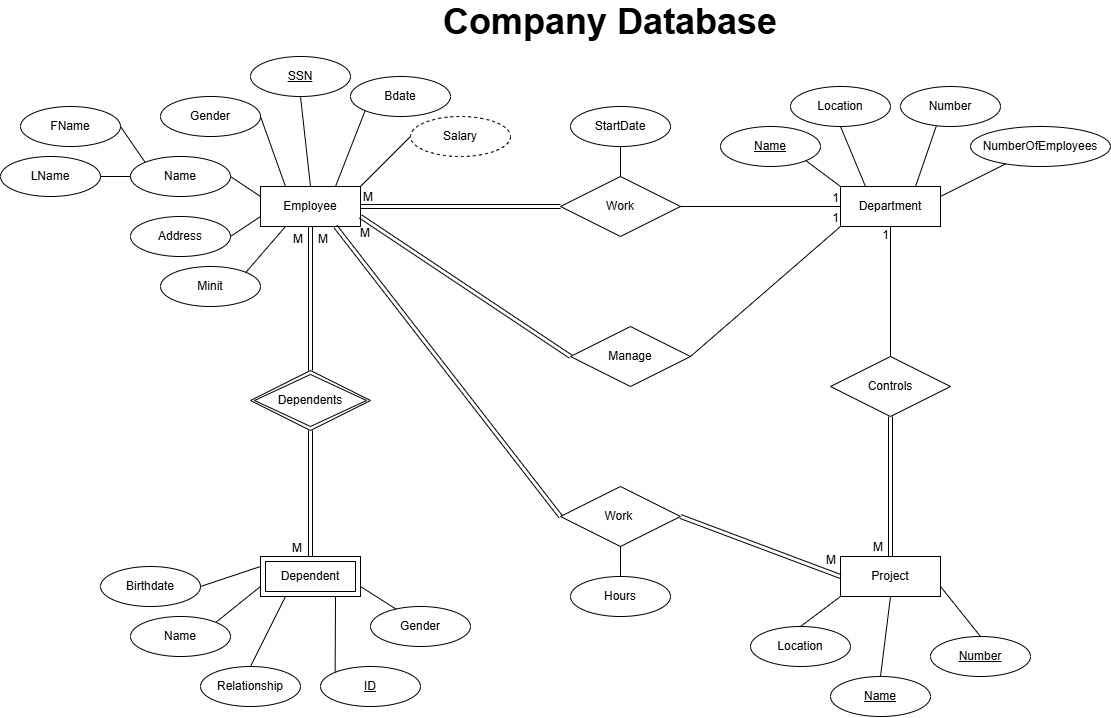 Company Database
SSN
Bdate
Gender
Salary
FName
LName
Name
Address
Minit
Employee
M
M
M
M
StartDate
Work
1
1
1
Name
Location
Number
NumberOfEmployees
Department
Manage
Controls
Dependents
Work
Hours
M
M
M
Dependent
Birthdate
Name
Relationship
ID
Gender
Project
Location
Name
Number